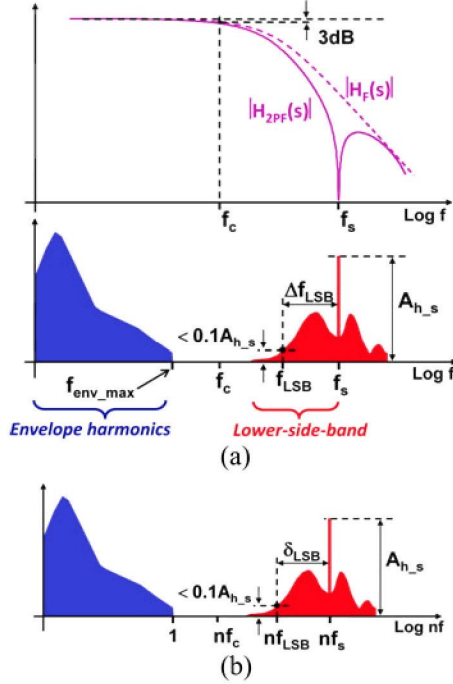 3dB
|H_F(s)|
|H_2PF(s)|
f_c
f_s
Log f
Δf_LSB
A_h_s
< 0.1A_h_s
f_env_max
f_c
f_LSB
f_s
Log f
Envelope harmonics
Lower-side-band
(a)
δ_LSB
A_h_s
< 0.1A_h_s
1
nf_c
nf_LSB
nf_s
Log nf
(b)